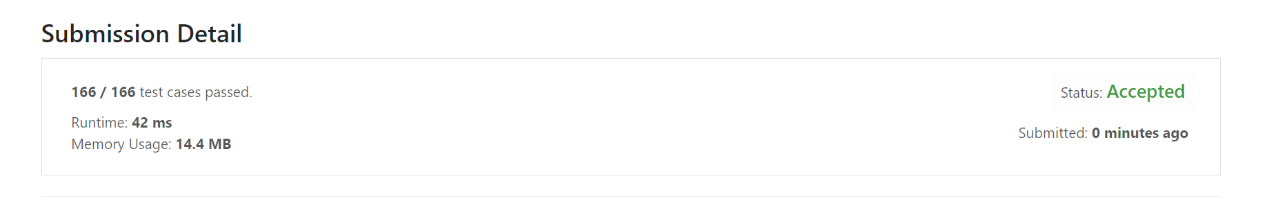 Submission Detail
166 / 166 test cases passed.
Status: Accepted
Runtime: 42 ms
Memory Usage: 14.4 MB
Submitted: 0 minutes ago